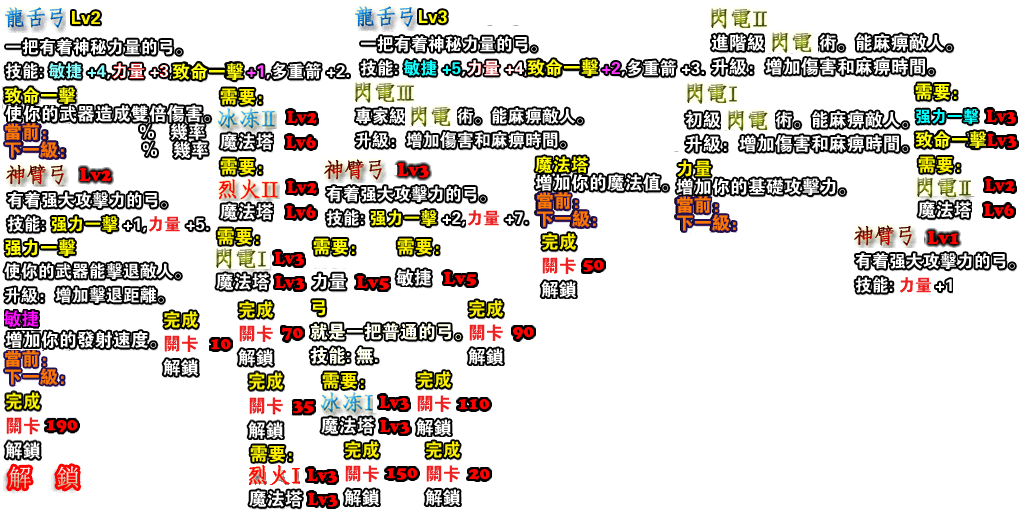 龍舌弓 Lv2
一把有着神秘力量的弓。
技能: 敏捷 +4,力量 +3,致命一擊 +1,多重箭 +2.
致命一擊
使你的武器造成雙倍傷害。
當前: % 幾率
下一級: % 幾率
神臂弓 Lv2
有着强大攻擊力的弓。
技能: 强力一擊 +1,力量 +5.
强力一擊
使你的武器能擊退敵人。
升級: 增加擊退距離。
敏捷
增加你的發射速度。
當前:
下一級:
完成
關卡 190
解鎖
解 鎖
完成
關卡 10
解鎖
需要:
冰冻II Lv2
魔法塔 Lv6
需要:
烈火II Lv2
魔法塔 Lv6
需要:
閃電I Lv3
魔法塔 Lv3
完成
關卡 70
解鎖
完成
關卡 35
解鎖
需要:
烈火I Lv3
魔法塔 Lv3
龍舌弓 Lv3
一把有着神秘力量的弓。
技能: 敏捷 +5,力量 +4,致命一擊 +2,多重箭 +3.
閃電III
專家級 閃電 術。能麻痹敵人。
升級: 增加傷害和麻痹時間。
神臂弓 Lv3
有着强大攻擊力的弓。
技能: 强力一擊 +2,力量 +7.
需要:
力量 Lv5
需要:
敏捷 Lv5
弓
就是一把普通的弓。
技能: 無.
需要:
冰冻I Lv3
魔法塔 Lv3
完成
關卡 150
解鎖
完成
關卡 90
解鎖
完成
關卡 110
解鎖
完成
關卡 20
解鎖
魔法塔
增加你的魔法值。
當前:
下一級:
完成
關卡 50
解鎖
閃電II
進階級 閃電 術。能麻痹敵人。
升級: 增加傷害和麻痹時間。
閃電I
初級 閃電 術。能麻痹敵人。
升級: 增加傷害和麻痹時間。
力量
增加你的基礎攻擊力。
當前:
下一級:
需要:
强力一擊 Lv3
致命一擊 Lv3
需要:
閃電II Lv2
魔法塔 Lv6
神臂弓 Lv1
有着强大攻擊力的弓。
技能: 力量 +1